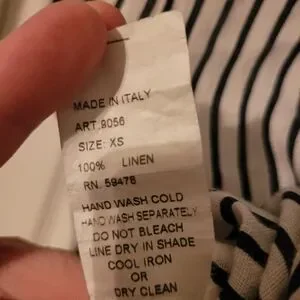 MADE IN ITALY
ART.9056
SIZE: XS
100% LINEN
RN. 59476
HAND WASH COLD
HAND WASH SEPARATELY
DO NOT BLEACH
LINE DRY IN SHADE
COOL IRON
OR
DRY CLEAN